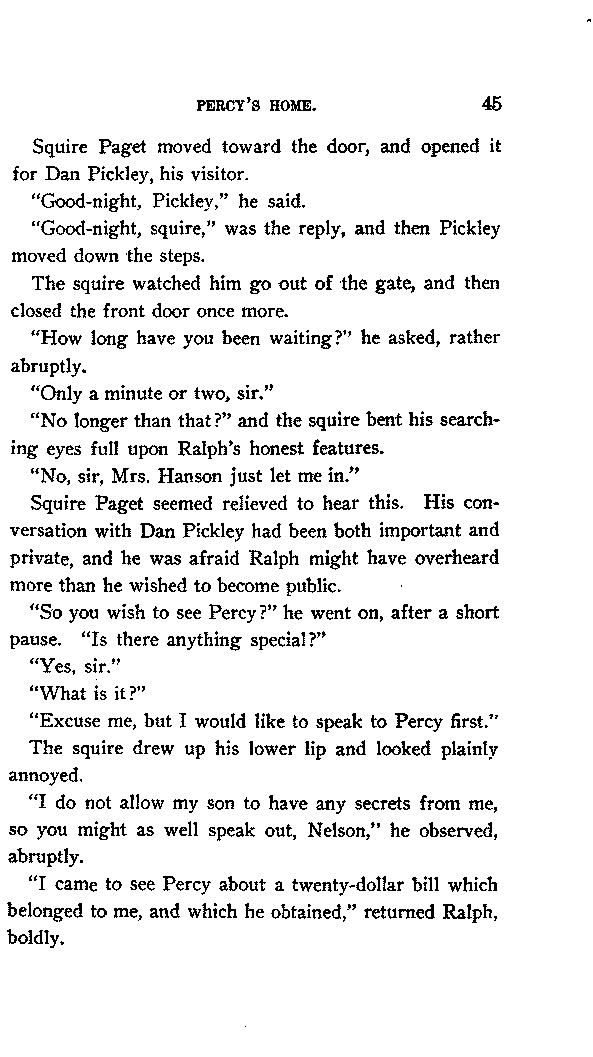 PERCY'S HOME. 45
Squire Paget moved toward the door, and opened it
for Dan Pickley, his visitor.
"Good-night, Pickley," he said.
"Good-night, squire," was the reply, and then Pickley
moved down the steps.
The squire watched him go out of the gate, and then
closed the front door once more.
"How long have you been waiting?" he asked, rather
abruptly.
"Only a minute or two, sir."
"No longer than that?" and the squire bent his search-
ing eyes full upon Ralph's honest features.
"No, sir, Mrs. Hanson just let me in."
Squire Paget seemed relieved to hear this. His con-
versation with Dan Pickley had been both important and
private, and he was afraid Ralph might have overheard
more than he wished to become public.
"So you wish to see Percy?" he went on, after a short
pause. "Is there anything special?"
"Yes, sir."
"What is it?"
"Excuse me, but I would like to speak to Percy first."
The squire drew up his lower lip and looked plainly
annoyed.
"I do not allow my son to have any secrets from me,
so you might as well speak out, Nelson," he observed,
abruptly.
"I came to see Percy about a twenty-dollar bill which
belonged to me, and which he obtained," returned Ralph,
boldly.